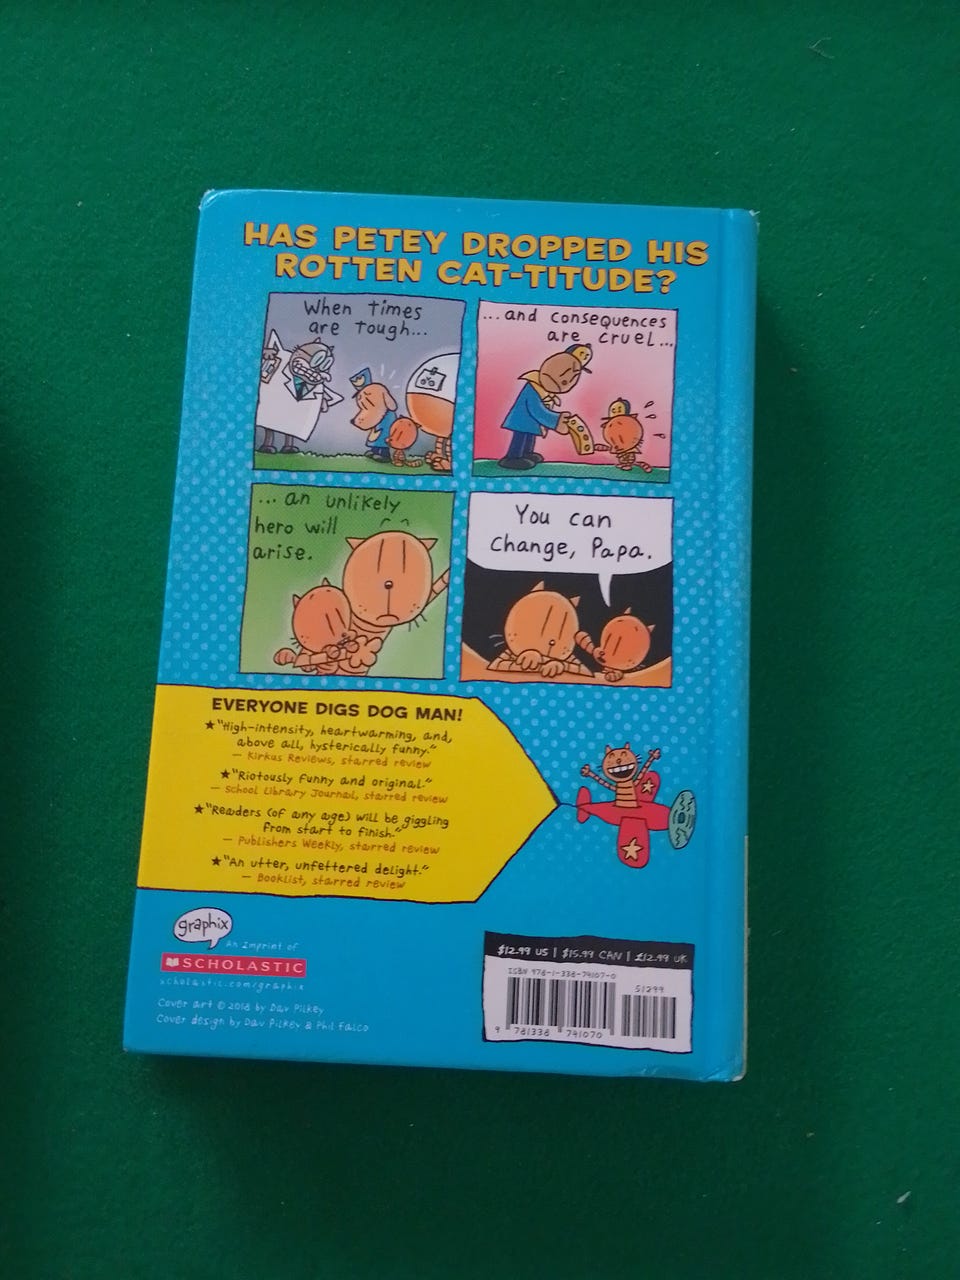 HAS PETEY DROPPED HIS
ROTTEN CAT-TITUDE?
When times
are tough...
...and consequences
are cruel...
...an unlikely
hero will
arise.
You can
change, Papa.
EVERYONE DIGS DOG MAN!
★"High-intensity, heartwarming, and,
above all, hysterically funny."
— Kirkus Reviews, starred review
★"Riotously funny and original."
— School Library Journal, starred review
★"Readers (of any age) will be giggling
from start to finish."
— Publishers Weekly, starred review
★"An utter, unfettered delight."
— Booklist, starred review
graphix
An Imprint of
SCHOLASTIC
scholastic.com/graphix
Cover art © 2018 by Dav Pilkey
Cover design by Dav Pilkey & Phil Falco
$12.99 US | $15.99 CAN | £12.99 UK
ISBN 978-1-338-74107-0
51299
9 781338 741070